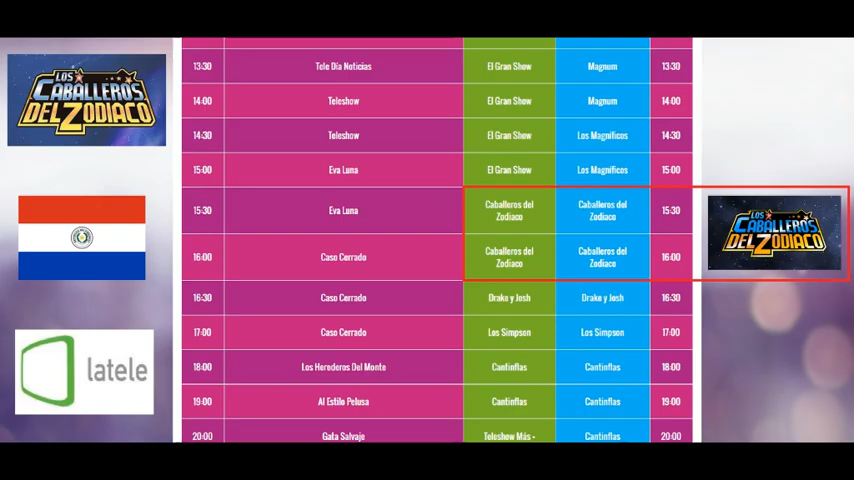 LOS
CABALLEROS
DEL ZODIACO
latele
13:30 Tele Día Noticias El Gran Show Magnum 13:30
14:00 Teleshow El Gran Show Magnum 14:00
14:30 Teleshow El Gran Show Los Magníficos 14:30
15:00 Eva Luna El Gran Show Los Magníficos 15:00
15:30 Eva Luna Caballeros del Zodiaco Caballeros del Zodiaco 15:30
16:00 Caso Cerrado Caballeros del Zodiaco Caballeros del Zodiaco 16:00
16:30 Caso Cerrado Drake y Josh Drake y Josh 16:30
17:00 Caso Cerrado Los Simpson Los Simpson 17:00
18:00 Los Herederos Del Monte Cantinflas Cantinflas 18:00
19:00 Al Estilo Pelusa Cantinflas Cantinflas 19:00
20:00 Gata Salvaje Teleshow Más - Cantinflas 20:00
LOS
CABALLEROS
DEL ZODIACO